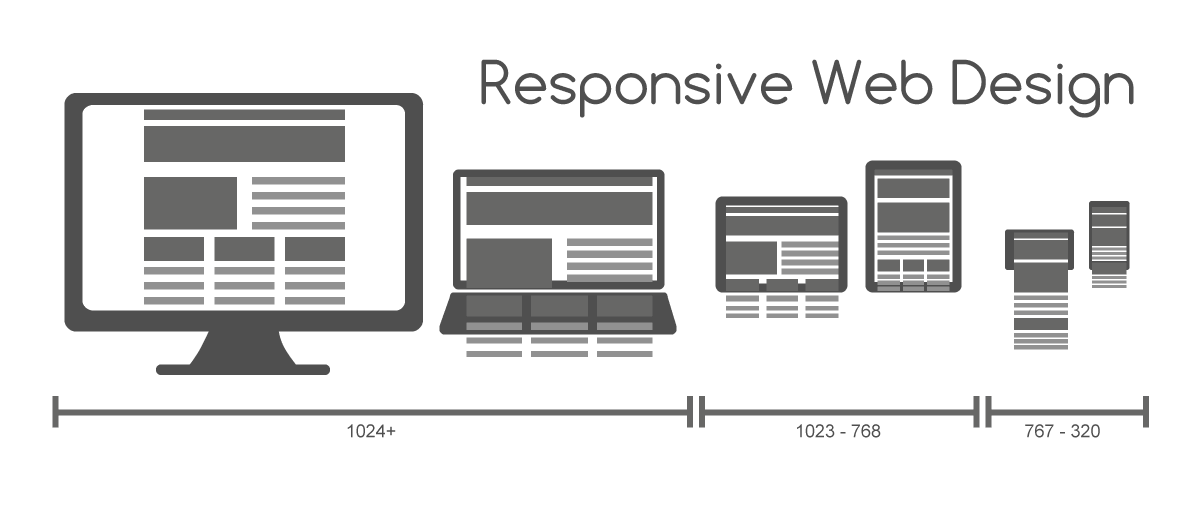 Responsive Web Design
1024+
1023 - 768
767 - 320